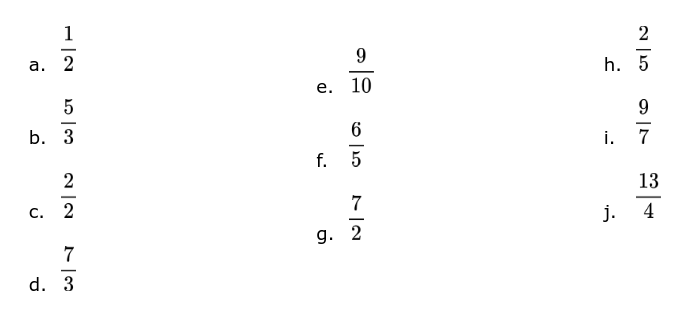 a. 1/2
b. 5/3
c. 2/2
d. 7/3
e. 9/10
f. 6/5
g. 7/2
h. 2/5
i. 9/7
j. 13/4